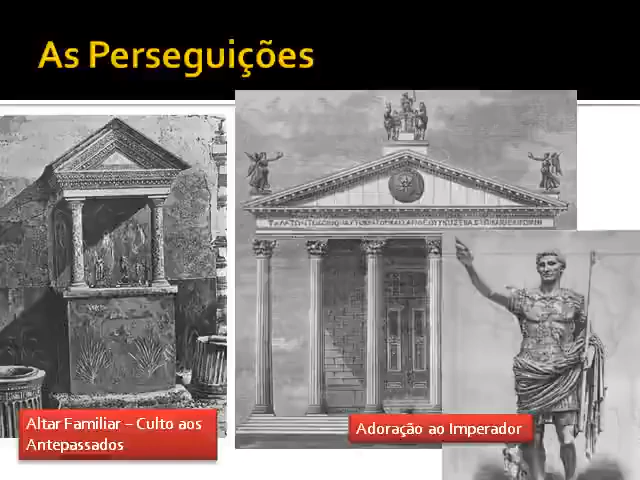 As Perseguições
Altar Familiar – Culto aos
Antepassados
Adoração ao Imperador